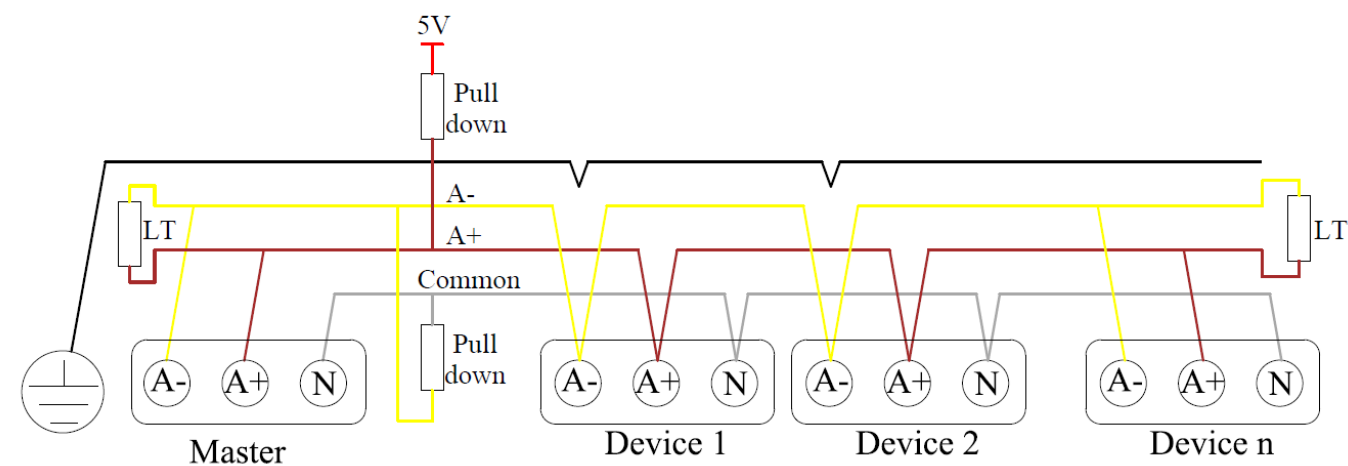 5V
Pull
down
A-
LT
A+
LT
Common
Pull
down
A-
A+
N
A-
A+
N
A-
A+
N
A-
A+
N
Master
Device 1
Device 2
Device n